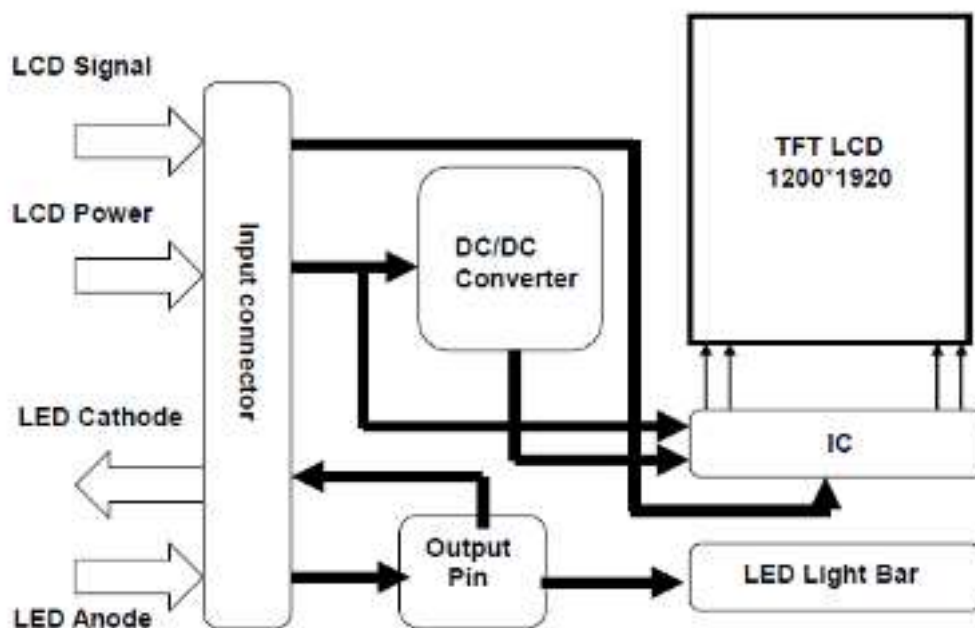 LCD Signal
LCD Power
LED Cathode
LED Anode
Input connector
DC/DC
Converter
Output
Pin
TFT LCD
1200*1920
IC
LED Light Bar